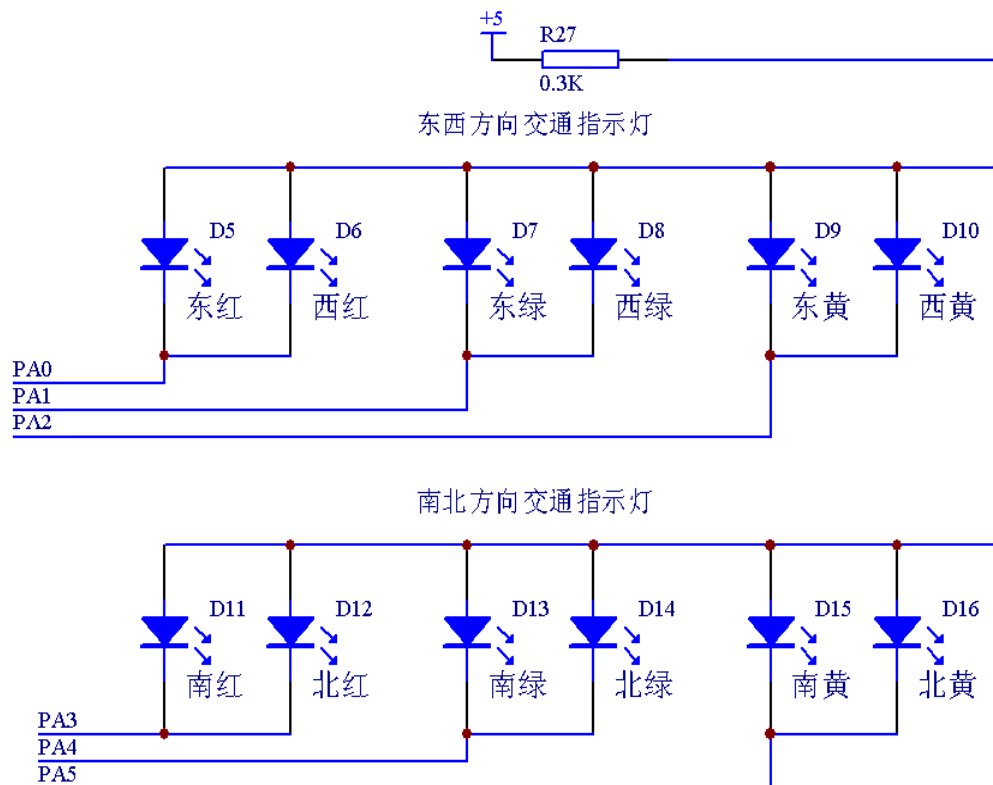 +5
R27
0.3K
东西方向交通指示灯
D5 D6 D7 D8 D9 D10
东红 西红 东绿 西绿 东黄 西黄
PA0
PA1
PA2
南北方向交通指示灯
D11 D12 D13 D14 D15 D16
南红 北红 南绿 北绿 南黄 北黄
PA3
PA4
PA5